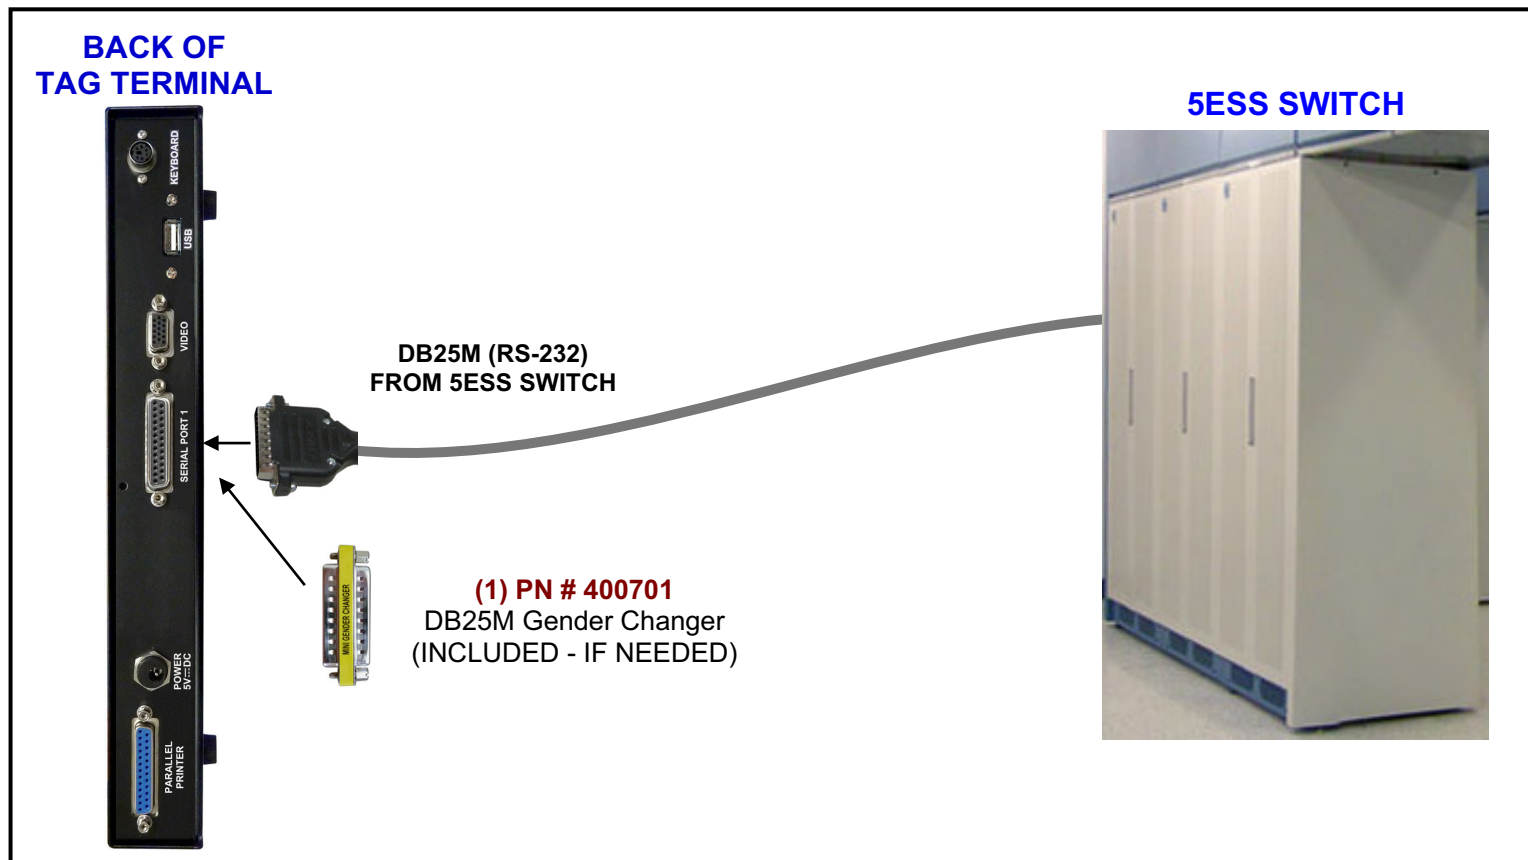 BACK OF
TAG TERMINAL
5ESS SWITCH
KEYBOARD
USB
VIDEO
SERIAL PORT 1
DB25M (RS-232)
FROM 5ESS SWITCH
MINI GENDER CHANGER
(1) PN # 400701
DB25M Gender Changer
(INCLUDED - IF NEEDED)
POWER
5V⎓DC
PARALLEL
PRINTER